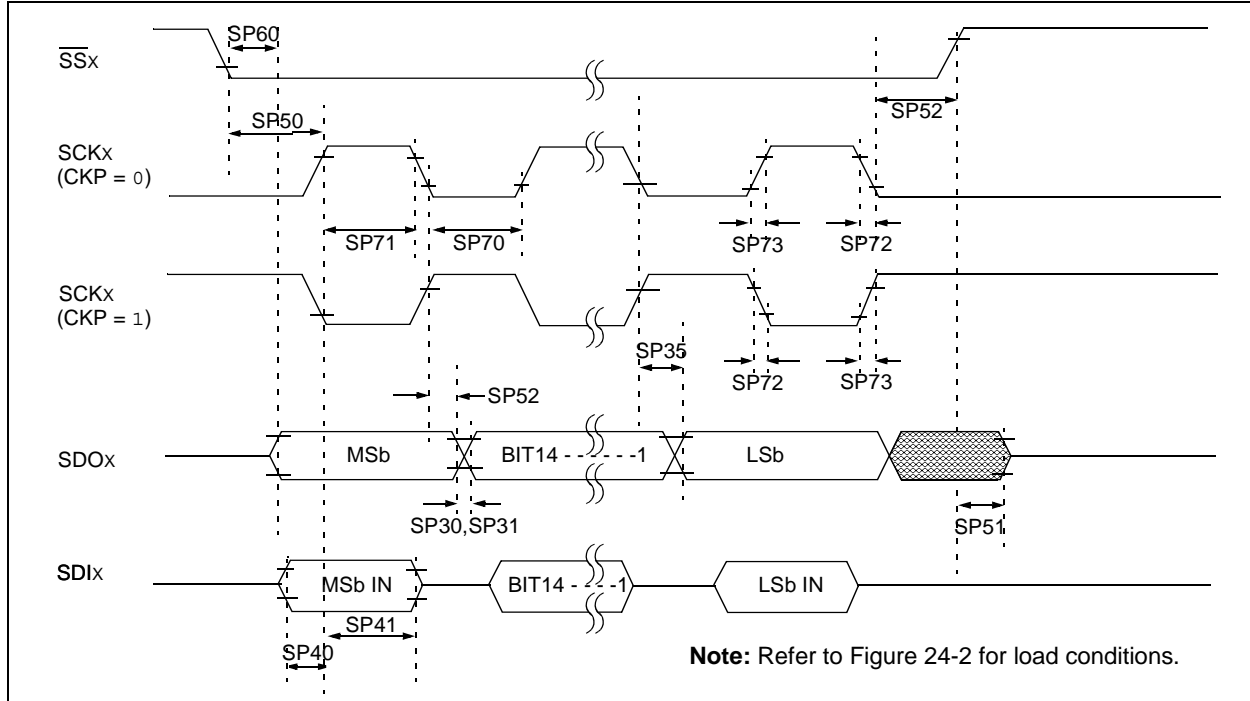 SP60
SSX
SP52
SP50
SCKX
(CKP = 0)
SP71
SP70
SP73
SP72
SCKX
(CKP = 1)
SP35
SP72
SP73
SP52
SDOX
MSb
BIT14 - - - - - -1
LSb
SP30,SP31
SP51
SDIX
MSb IN
BIT14 - - - -1
LSb IN
SP41
SP40
Note: Refer to Figure 24-2 for load conditions.